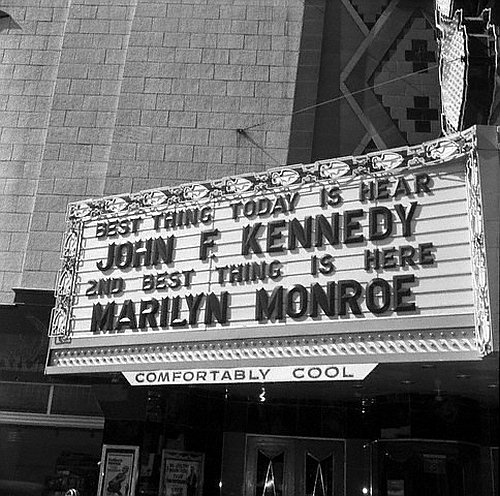 BEST THING TODAY IS HEAR
JOHN F KENNEDY
2ND BEST THING IS HERE
MARILYN MONROE
COMFORTABLY COOL